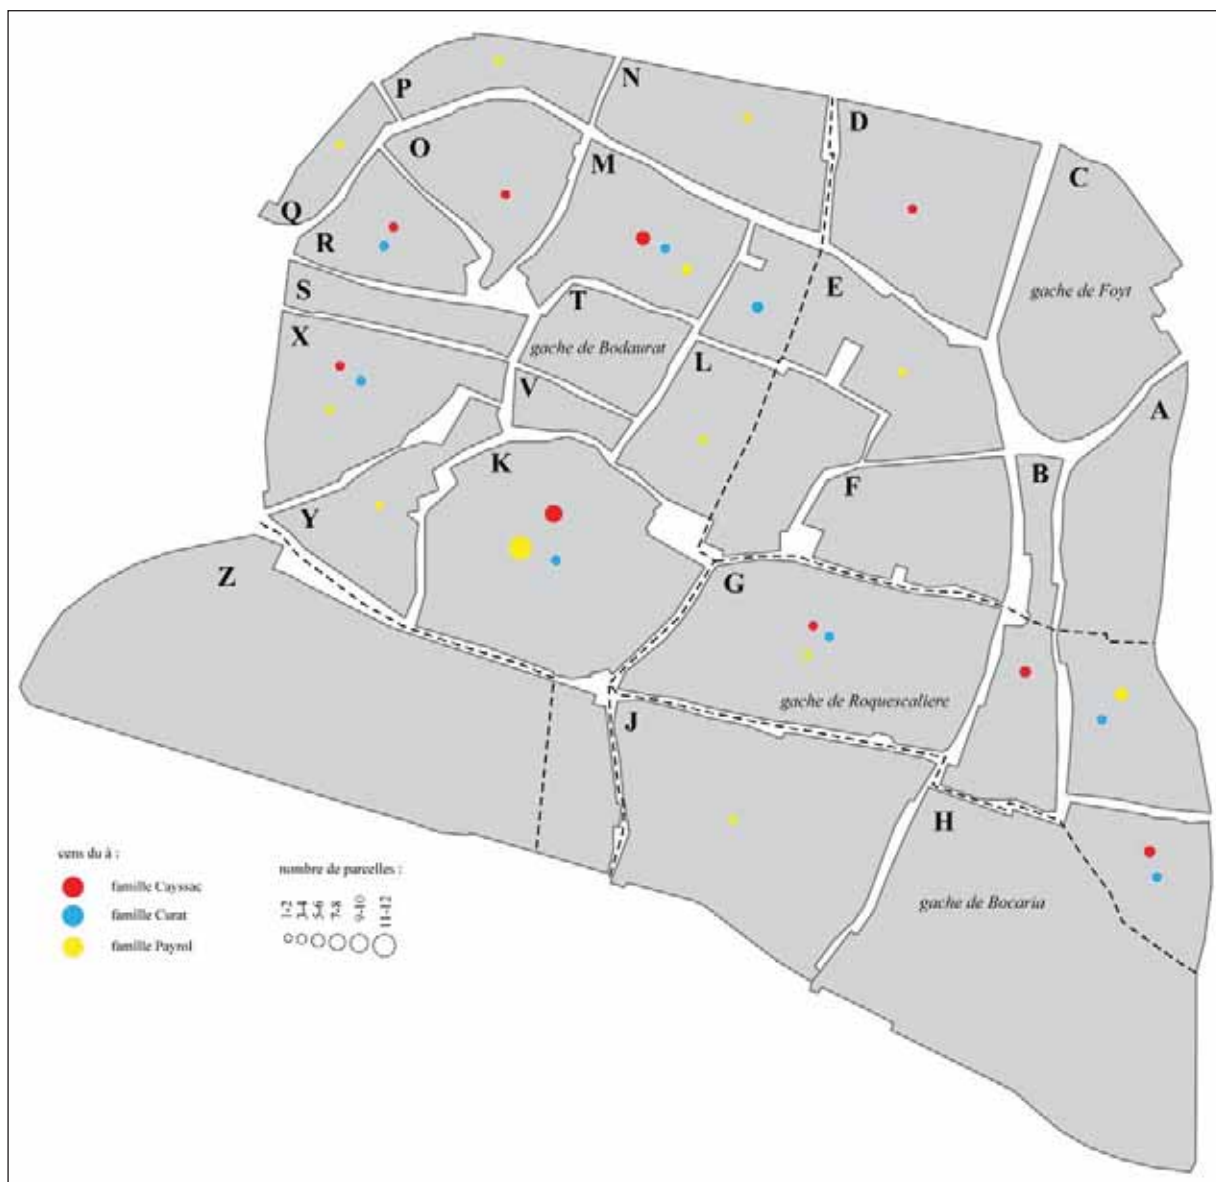 N
P
D
O
M
C
Q
R
S
E
gache de Foyt
T
X
gache de Bodaurat
L
V
A
K
B
F
Y
Z
G
gache de Roquescaliere
J
H
gache de Bocaria
cens du à :
famille Cayssac
famille Curat
famille Payrol
nombre de parcelles :
1-2
3-4
5-6
7-8
9-10
11-12